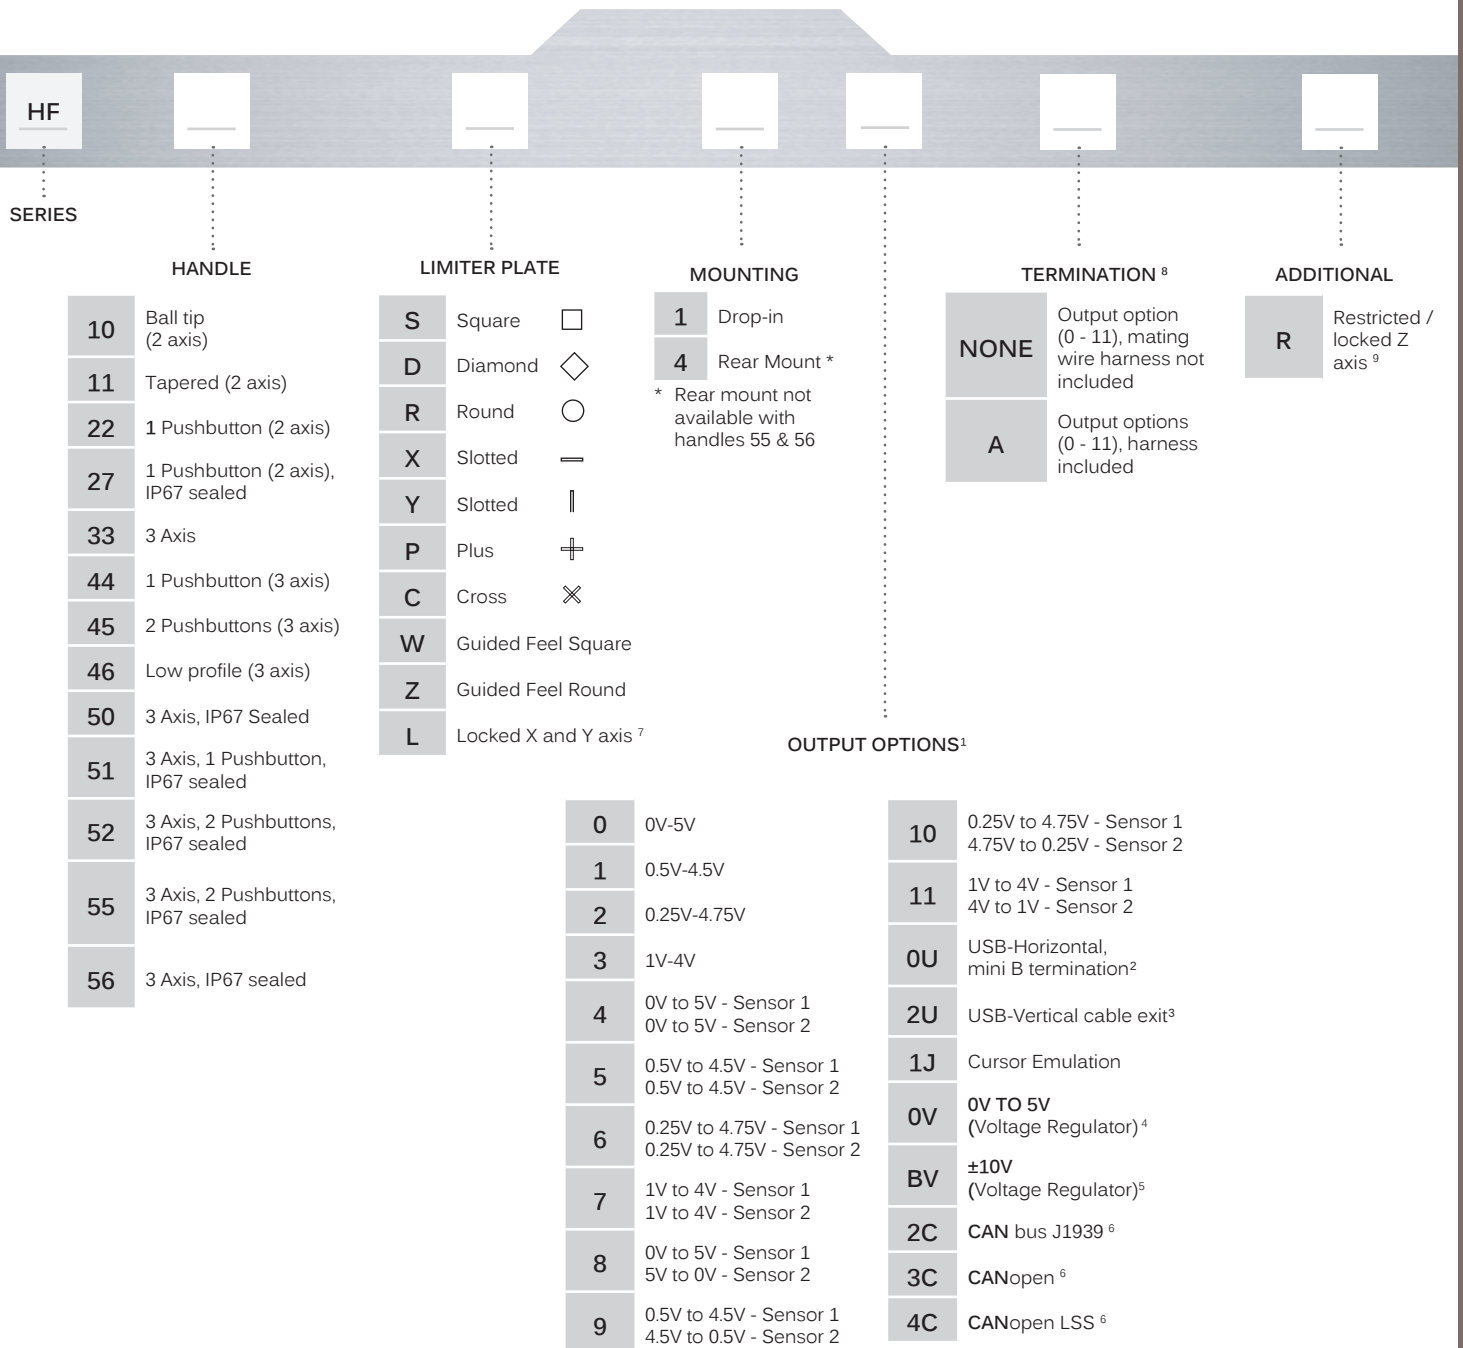 HF
SERIES
HANDLE
10 Ball tip
(2 axis)
11 Tapered (2 axis)
22 1 Pushbutton (2 axis)
27 1 Pushbutton (2 axis),
IP67 sealed
33 3 Axis
44 1 Pushbutton (3 axis)
45 2 Pushbuttons (3 axis)
46 Low profile (3 axis)
50 3 Axis, IP67 Sealed
51 3 Axis, 1 Pushbutton,
IP67 sealed
52 3 Axis, 2 Pushbuttons,
IP67 sealed
55 3 Axis, 2 Pushbuttons,
IP67 sealed
56 3 Axis, IP67 sealed
LIMITER PLATE
S Square
D Diamond
R Round
X Slotted
Y Slotted
P Plus
C Cross
W Guided Feel Square
Z Guided Feel Round
L Locked X and Y axis ⁷
MOUNTING
1 Drop-in
4 Rear Mount *
* Rear mount not
available with
handles 55 & 56
OUTPUT OPTIONS¹
0 0V-5V
1 0.5V-4.5V
2 0.25V-4.75V
3 1V-4V
4 0V to 5V - Sensor 1
0V to 5V - Sensor 2
5 0.5V to 4.5V - Sensor 1
0.5V to 4.5V - Sensor 2
6 0.25V to 4.75V - Sensor 1
0.25V to 4.75V - Sensor 2
7 1V to 4V - Sensor 1
1V to 4V - Sensor 2
8 0V to 5V - Sensor 1
5V to 0V - Sensor 2
9 0.5V to 4.5V - Sensor 1
4.5V to 0.5V - Sensor 2
10 0.25V to 4.75V - Sensor 1
4.75V to 0.25V - Sensor 2
11 1V to 4V - Sensor 1
4V to 1V - Sensor 2
0U USB-Horizontal,
mini B termination²
2U USB-Vertical cable exit³
1J Cursor Emulation
0V 0V TO 5V
(Voltage Regulator) ⁴
BV ±10V
(Voltage Regulator)⁵
2C CAN bus J1939 ⁶
3C CANopen ⁶
4C CANopen LSS ⁶
TERMINATION ⁸
NONE Output option
(0 - 11), mating
wire harness not
included
A Output options
(0 - 11), harness
included
ADDITIONAL
R Restricted /
locked Z
axis ⁹